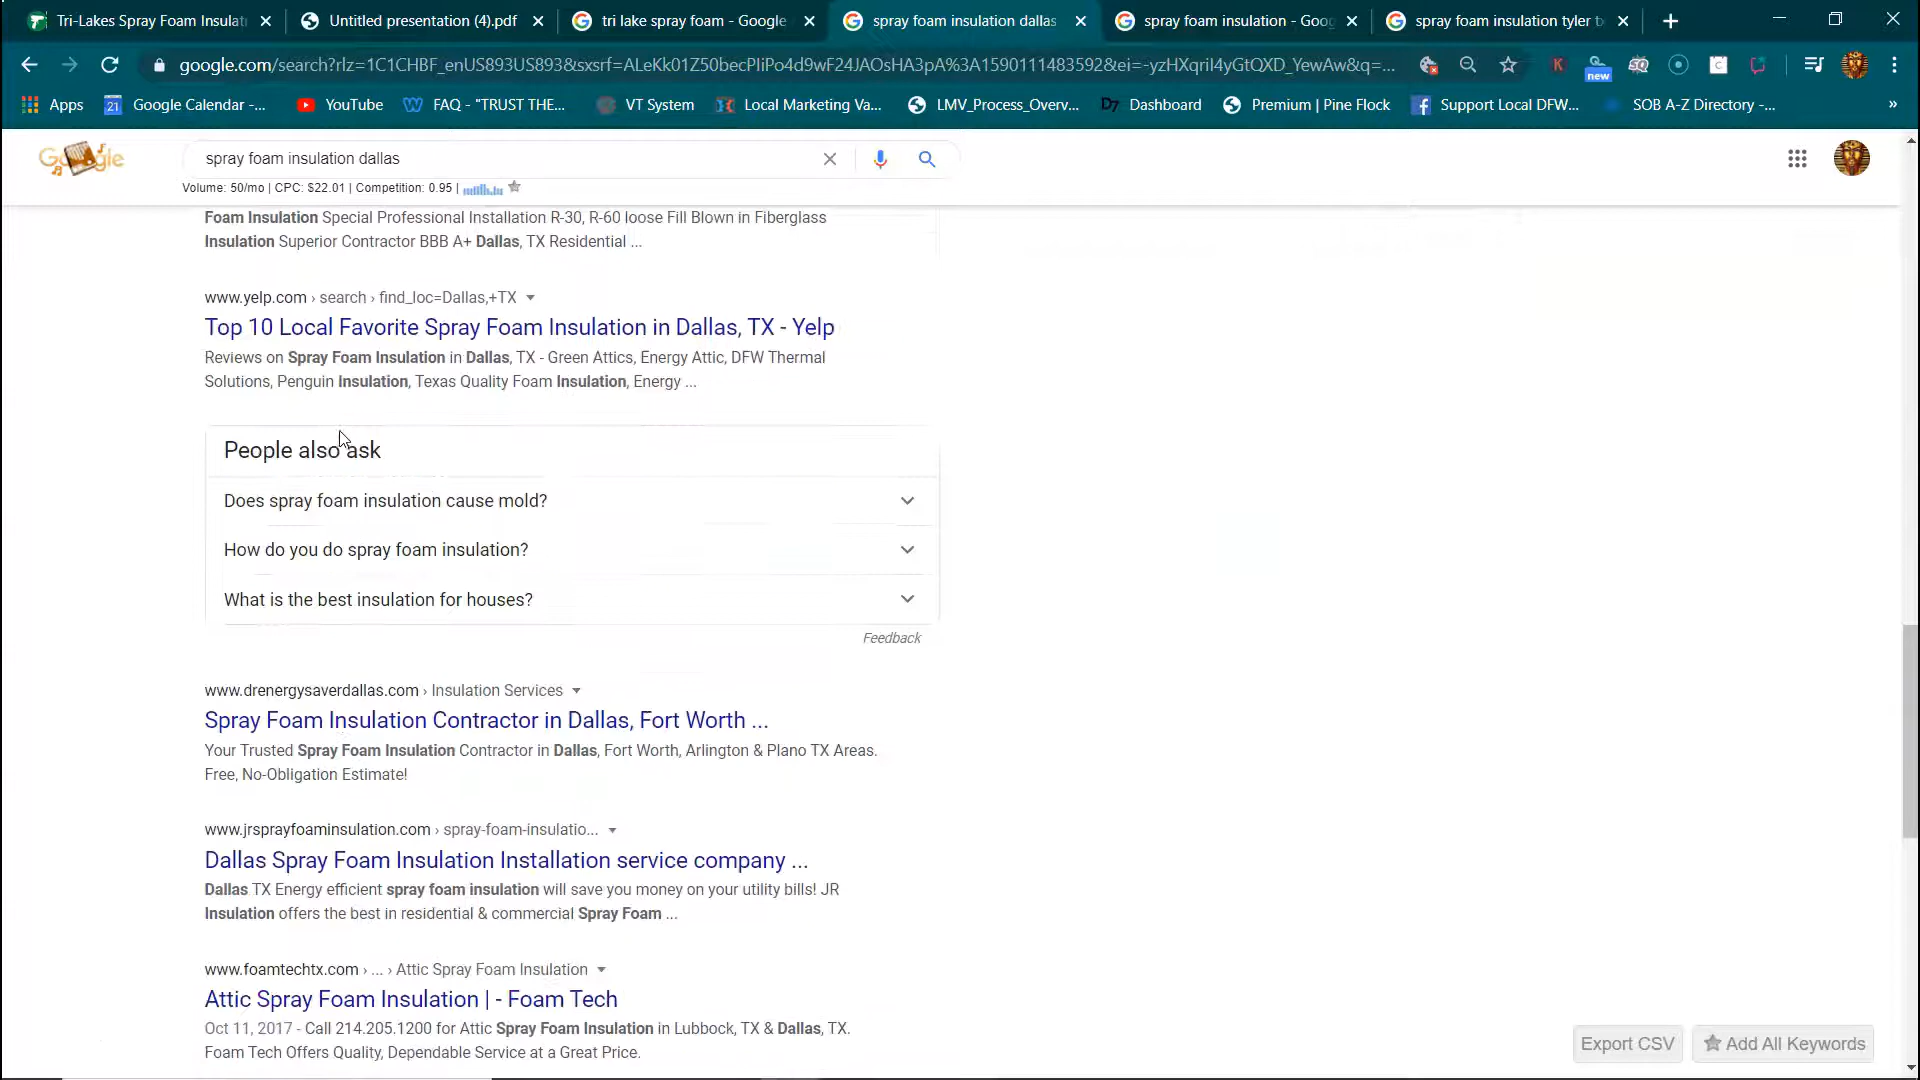 Tri-Lakes Spray Foam Insulat
Untitled presentation (4).pdf
tri lake spray foam - Google
spray foam insulation dallas
spray foam insulation - Goog
spray foam insulation tyler tx
google.com/search?rlz=1C1CHBF_enUS893US893&sxsrf=ALeKk01Z50becPIiPo4d9wF24JAOsHA3pA%3A1590111483592&ei=-yzHXqriI4yGtQXD_YewAw&q=...
new
Apps
21
Google Calendar -...
YouTube
FAQ - "TRUST THE...
VT System
Local Marketing Va...
LMV_Process_Overv...
Dashboard
Premium | Pine Flock
Support Local DFW...
SOB A-Z Directory -...
»
spray foam insulation dallas
Volume: 50/mo | CPC: $22.01 | Competition: 0.95 |
Foam Insulation Special Professional Installation R-30, R-60 loose Fill Blown in Fiberglass
Insulation Superior Contractor BBB A+ Dallas, TX Residential ...
www.yelp.com › search › find_loc=Dallas,+TX
Top 10 Local Favorite Spray Foam Insulation in Dallas, TX - Yelp
Reviews on Spray Foam Insulation in Dallas, TX - Green Attics, Energy Attic, DFW Thermal
Solutions, Penguin Insulation, Texas Quality Foam Insulation, Energy ...
People also ask
Does spray foam insulation cause mold?
How do you do spray foam insulation?
What is the best insulation for houses?
Feedback
www.drenergysaverdallas.com › Insulation Services
Spray Foam Insulation Contractor in Dallas, Fort Worth ...
Your Trusted Spray Foam Insulation Contractor in Dallas, Fort Worth, Arlington & Plano TX Areas.
Free, No-Obligation Estimate!
www.jrsprayfoaminsulation.com › spray-foam-insulatio...
Dallas Spray Foam Insulation Installation service company ...
Dallas TX Energy efficient spray foam insulation will save you money on your utility bills! JR
Insulation offers the best in residential & commercial Spray Foam ...
www.foamtechtx.com › ... › Attic Spray Foam Insulation
Attic Spray Foam Insulation | - Foam Tech
Oct 11, 2017 - Call 214.205.1200 for Attic Spray Foam Insulation in Lubbock, TX & Dallas, TX.
Foam Tech Offers Quality, Dependable Service at a Great Price.
Export CSV
Add All Keywords